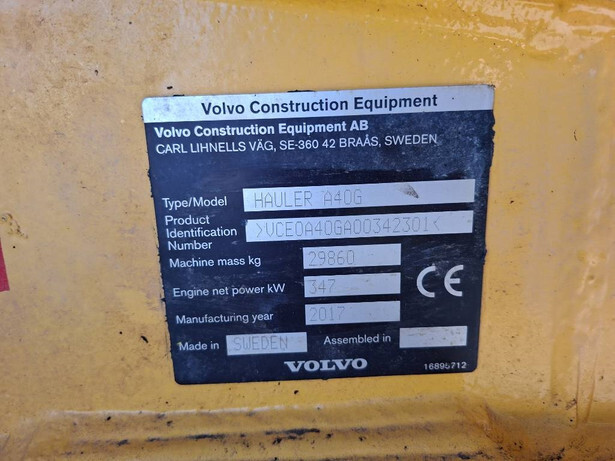 Volvo Construction Equipment
Volvo Construction Equipment AB
CARL LIHNELLS VÄG, SE-360 42 BRAÅS, SWEDEN
Type/Model HAULER A40G
Product Identification Number >VCE0A40GA00342301<
Machine mass kg 29860
Engine net power kW 347
Manufacturing year 2017
CE
Made in SWEDEN Assembled in
VOLVO
16895712